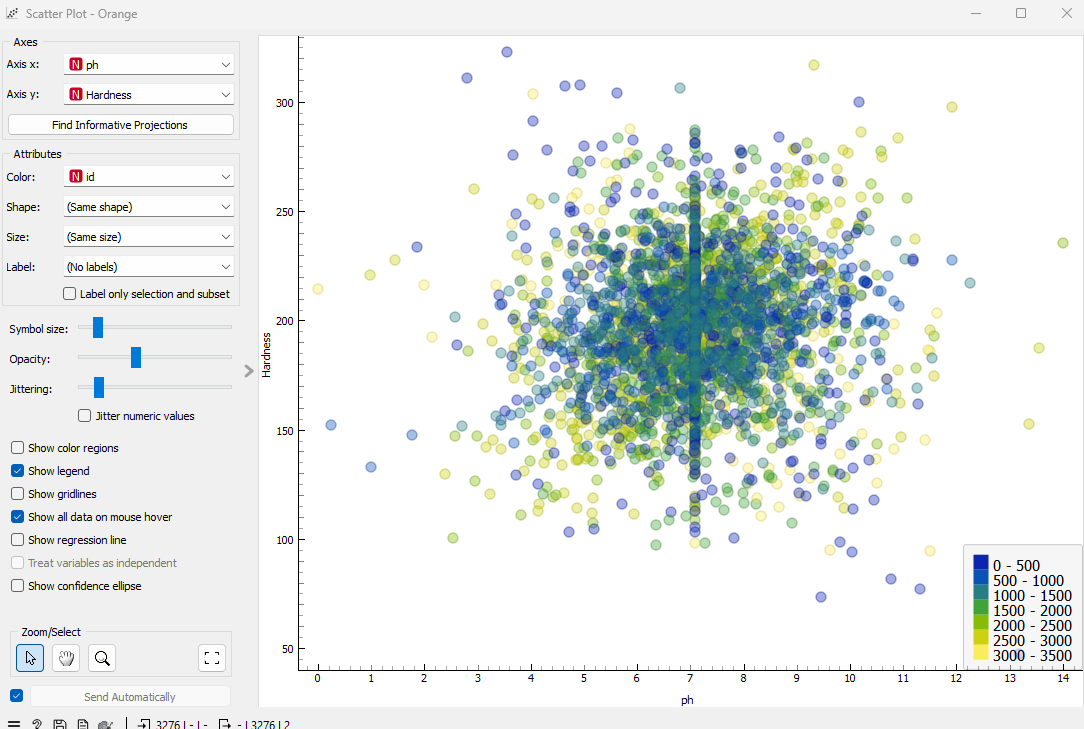 Scatter Plot - Orange
Axes
Axis x: N ph
Axis y: N Hardness
Find Informative Projections
Attributes
Color: N id
Shape: (Same shape)
Size: (Same size)
Label: (No labels)
Label only selection and subset
Symbol size:
Opacity:
Jittering:
Jitter numeric values
Show color regions
Show legend
Show gridlines
Show all data on mouse hover
Show regression line
Treat variables as independent
Show confidence ellipse
Zoom/Select
Send Automatically
3276 | - | -
- | 3276 | 2
Hardness
300
250
200
150
100
50
0 1 2 3 4 5 6 7 8 9 10 11 12 13 14
ph
0 - 500
500 - 1000
1000 - 1500
1500 - 2000
2000 - 2500
2500 - 3000
3000 - 3500